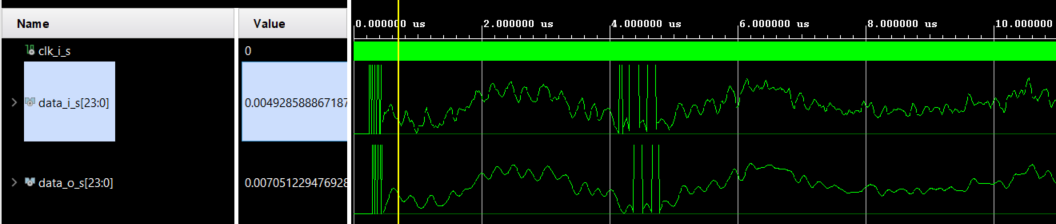 Name Value
0.000000 us 2.000000 us 4.000000 us 6.000000 us 8.000000 us 10.000000
clk_i_s 0
data_i_s[23:0] 0.004928588867187
data_o_s[23:0] 0.007051229476928